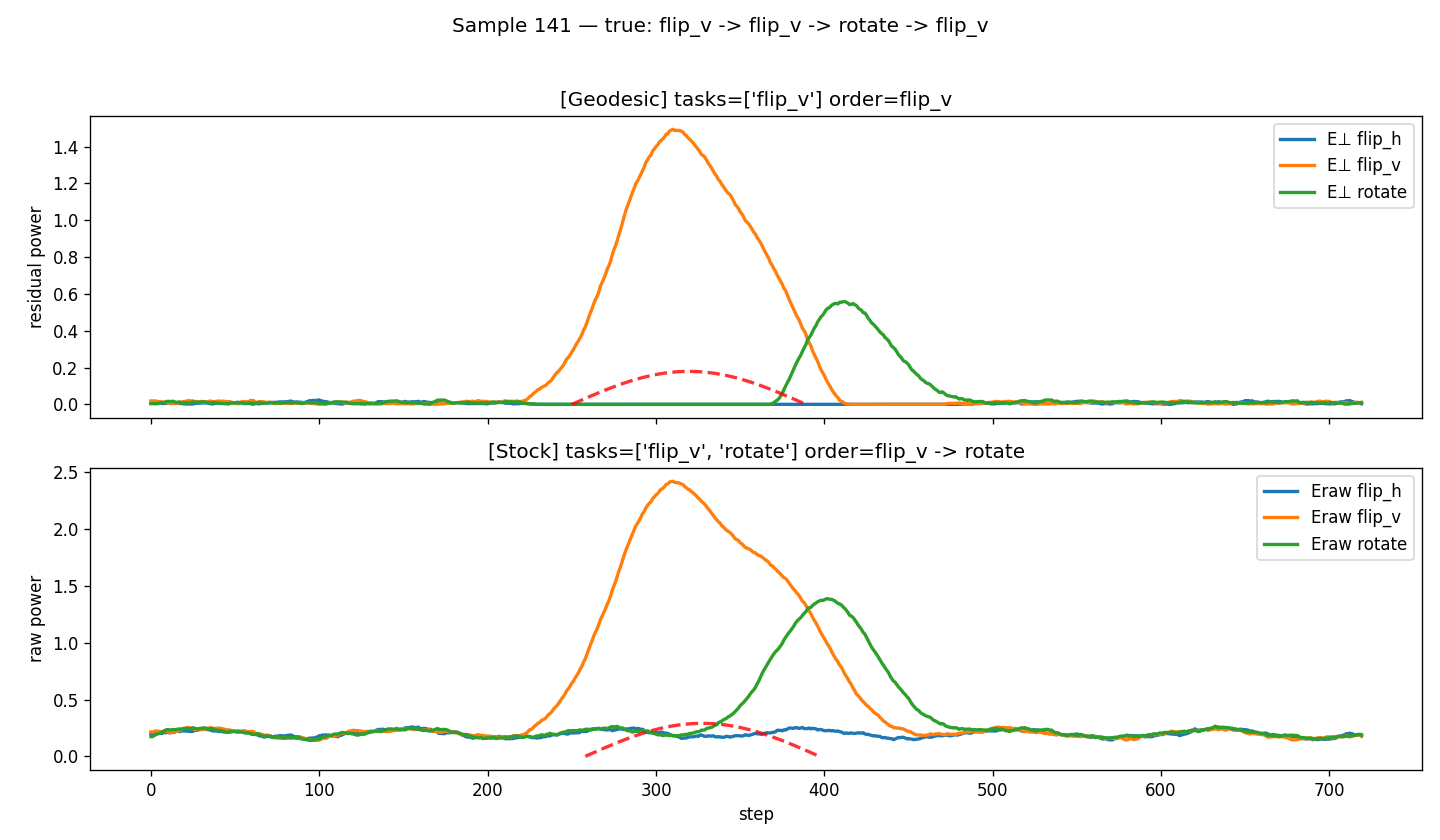 Sample 141 — true: flip_v -> flip_v -> rotate -> flip_v
[Geodesic] tasks=['flip_v'] order=flip_v
1.4
1.2
1.0
0.8
0.6
0.4
0.2
0.0
residual power
E⊥ flip_h
E⊥ flip_v
E⊥ rotate
[Stock] tasks=['flip_v', 'rotate'] order=flip_v -> rotate
2.5
2.0
1.5
1.0
0.5
0.0
raw power
Eraw flip_h
Eraw flip_v
Eraw rotate
0 100 200 300 400 500 600 700
step